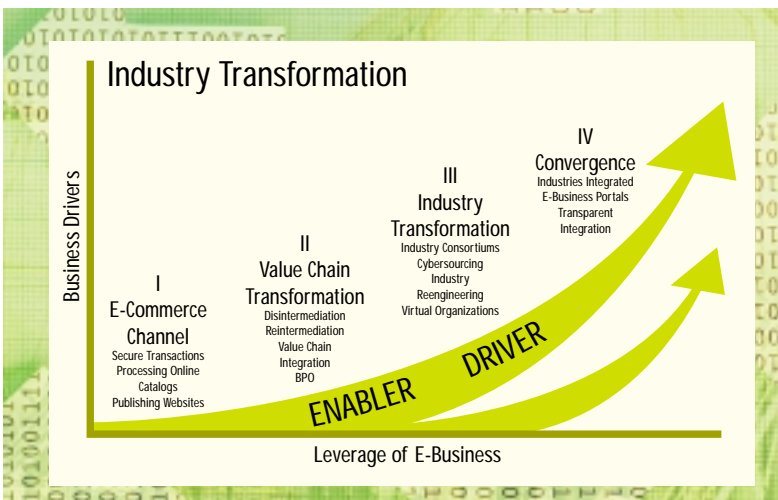 Industry Transformation
Business Drivers
I
E-Commerce
Channel
Secure Transactions
Processing Online
Catalogs
Publishing Websites
II
Value Chain
Transformation
Disintermediation
Reintermediation
Value Chain
Integration
BPO
III
Industry
Transformation
Industry Consortiums
Cybersourcing
Industry
Reengineering
Virtual Organizations
IV
Convergence
Industries Integrated
E-Business Portals
Transparent
Integration
ENABLER DRIVER
Leverage of E-Business